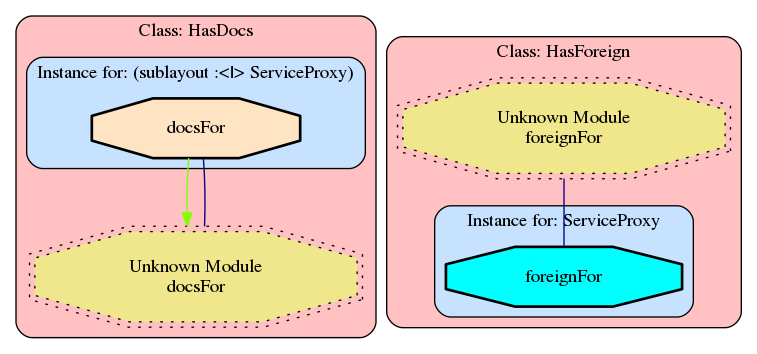 Class: HasDocs
Instance for: (sublayout :<|> ServiceProxy)
docsFor
Unknown Module
docsFor
Class: HasForeign
Unknown Module
foreignFor
Instance for: ServiceProxy
foreignFor